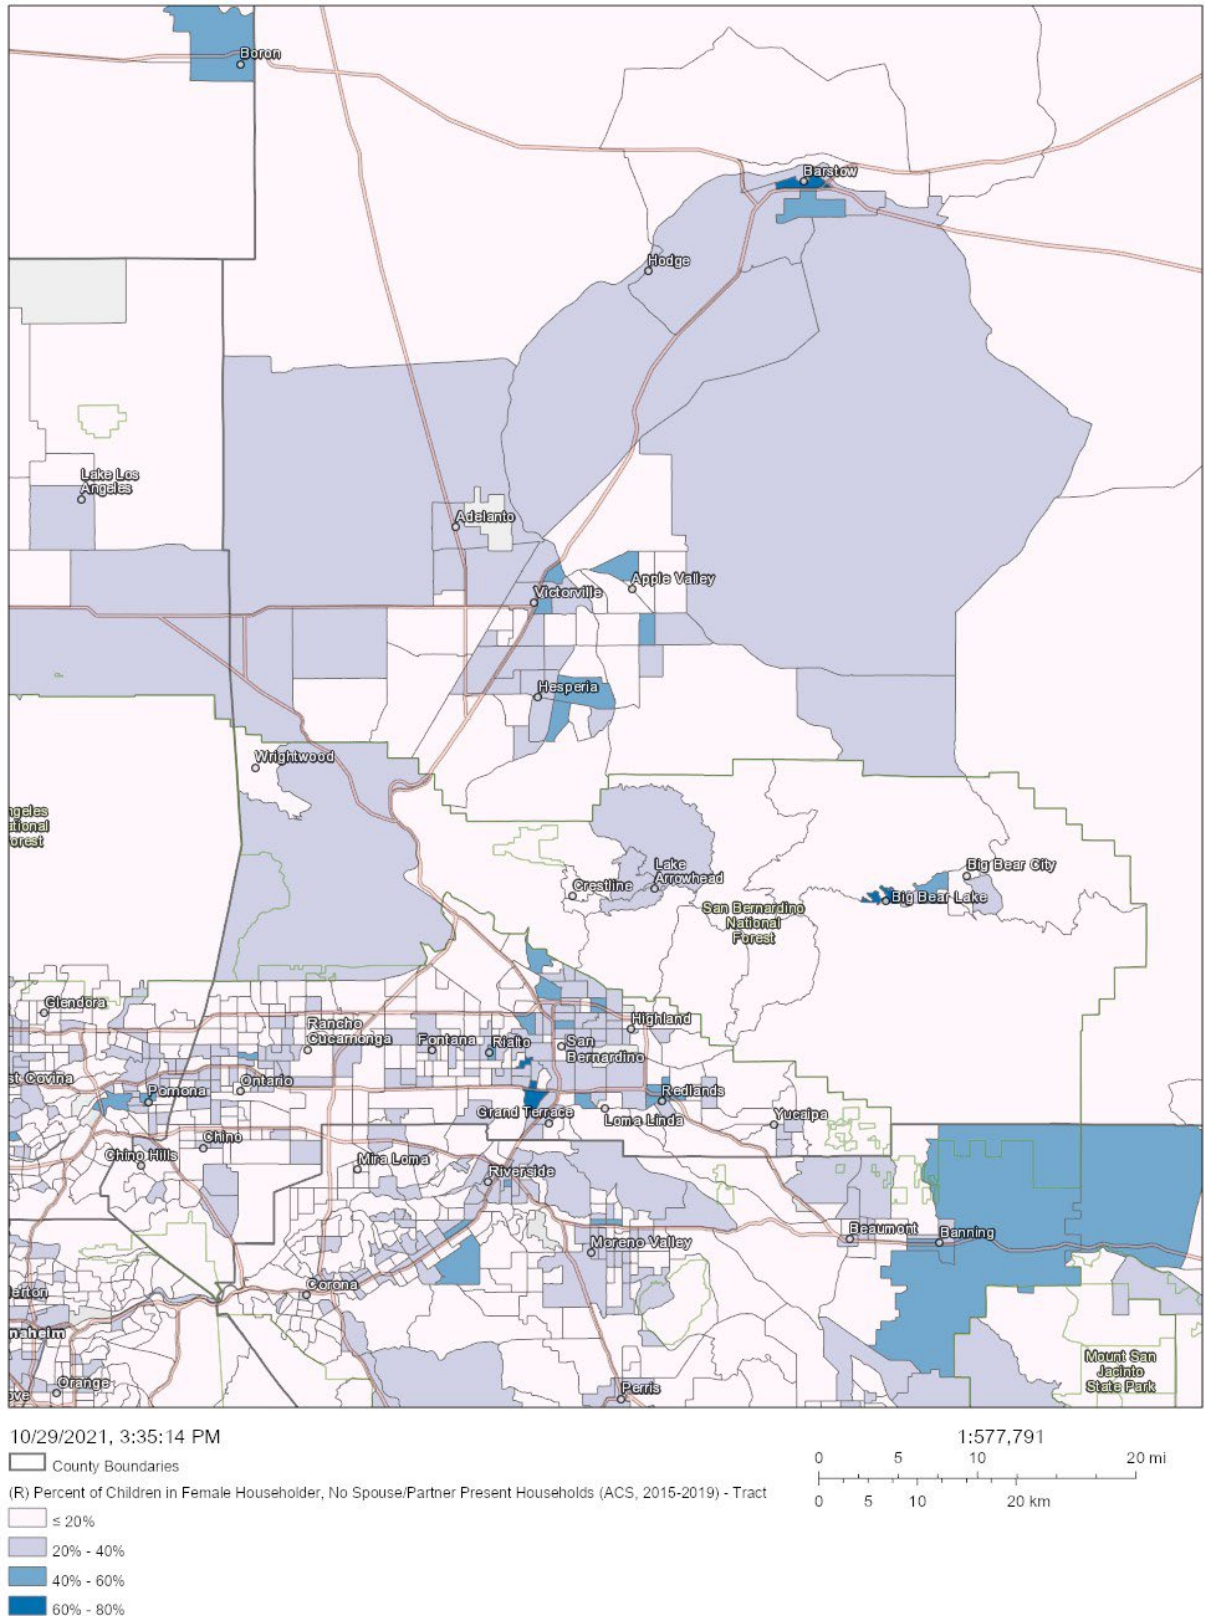 Boron
Barstow
Hodge
Lake Los
Angeles
Adelanto
Apple Valley
Victorville
Hesperia
Wrightwood
ngeles
ational
orest
Big Bear City
Lake
Arrowhead
Crestline
Big Bear Lake
San Bernardino
National
Forest
Glendora
Rancho
Cucamonga
Fontana
Rialto
Highland
San
Bernardino
st Covina
Pomona
Ontario
Redlands
Grand Terrace
Loma Linda
Yucaipa
Chino
Chino Hills
Mira Loma
Riverside
Beaumont
Banning
Moreno Valley
Corona
lerton
naheim
Orange
ove
Perris
Mount San
Jacinto
State Park
10/29/2021, 3:35:14 PM
1:577,791
County Boundaries
0 5 10 20 mi
0 5 10 20 km
(R) Percent of Children in Female Householder, No Spouse/Partner Present Households (ACS, 2015-2019) - Tract
≤ 20%
20% - 40%
40% - 60%
60% - 80%